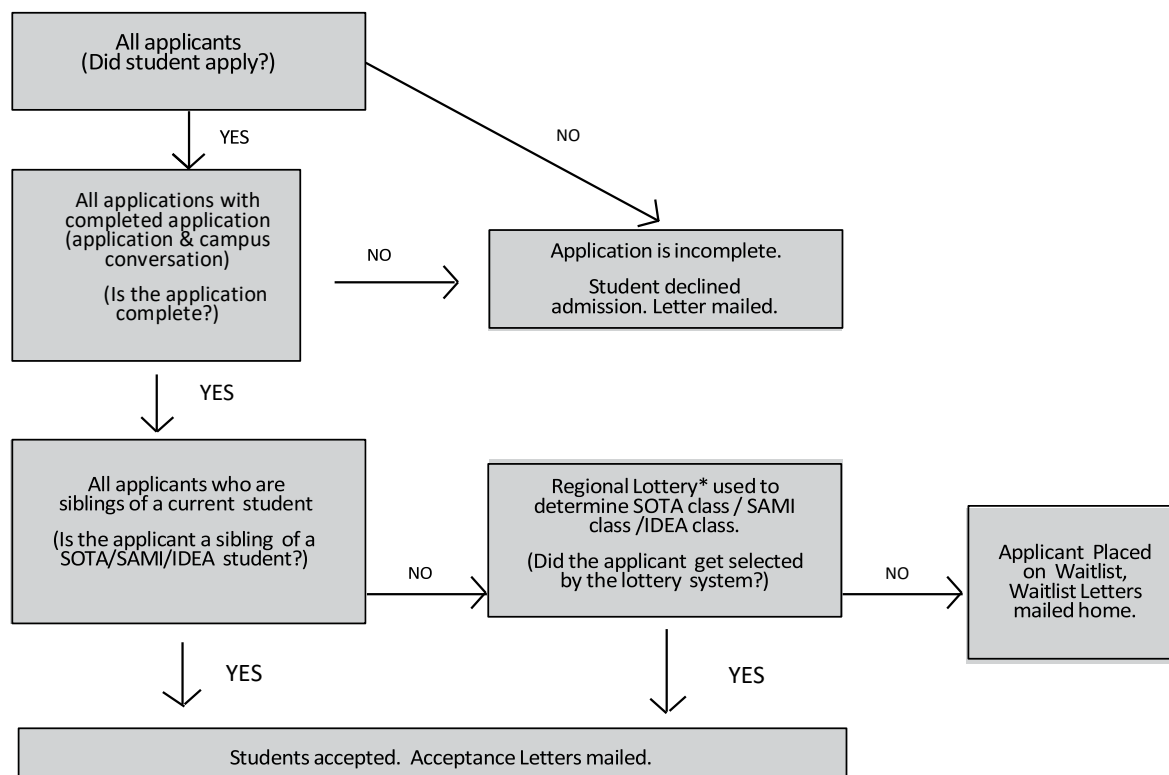 All applicants
(Did student apply?)
YES
NO
All applications with
completed application
(application & campus
conversation)
(Is the application
complete?)
NO
Application is incomplete.
Student declined
admission. Letter mailed.
YES
All applicants who are
siblings of a current student
(Is the applicant a sibling of a
SOTA/SAMI/IDEA student?)
NO
Regional Lottery* used to
determine SOTA class / SAMI
class /IDEA class.
(Did the applicant get selected
by the lottery system?)
NO
Applicant Placed
on Waitlist,
Waitlist Letters
mailed home.
YES
YES
Students accepted. Acceptance Letters mailed.